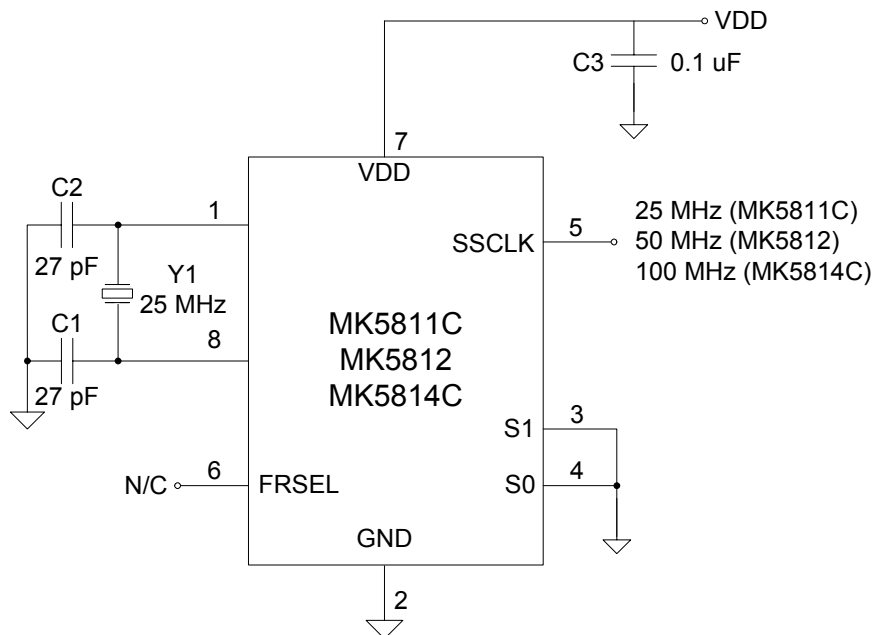 VDD
C3
0.1 uF
7
VDD
C2
1
27 pF
Y1
25 MHz
C1
8
27 pF
SSCLK
5
25 MHz (MK5811C)
50 MHz (MK5812)
100 MHz (MK5814C)
MK5811C
MK5812
MK5814C
S1
3
S0
4
N/C
6
FRSEL
GND
2